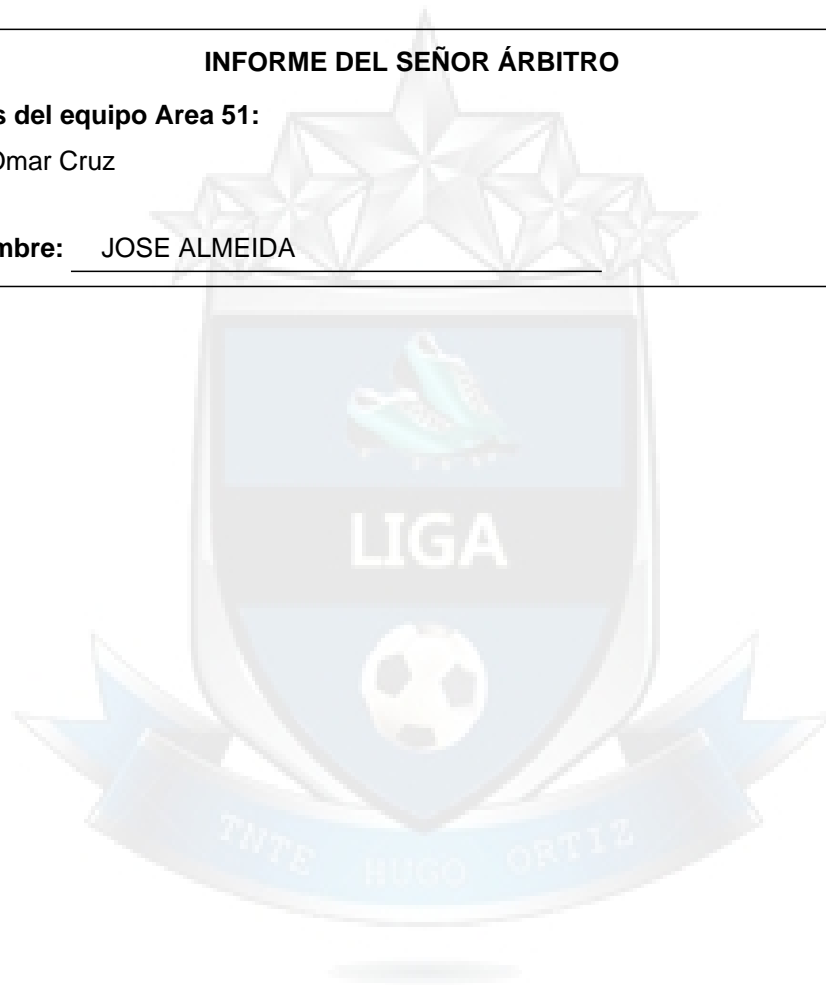 INFORME DEL SEÑOR ÁRBITRO
s del equipo Area 51:
Omar Cruz
mbre: JOSE ALMEIDA
LIGA
TNTE HUGO ORTIZ